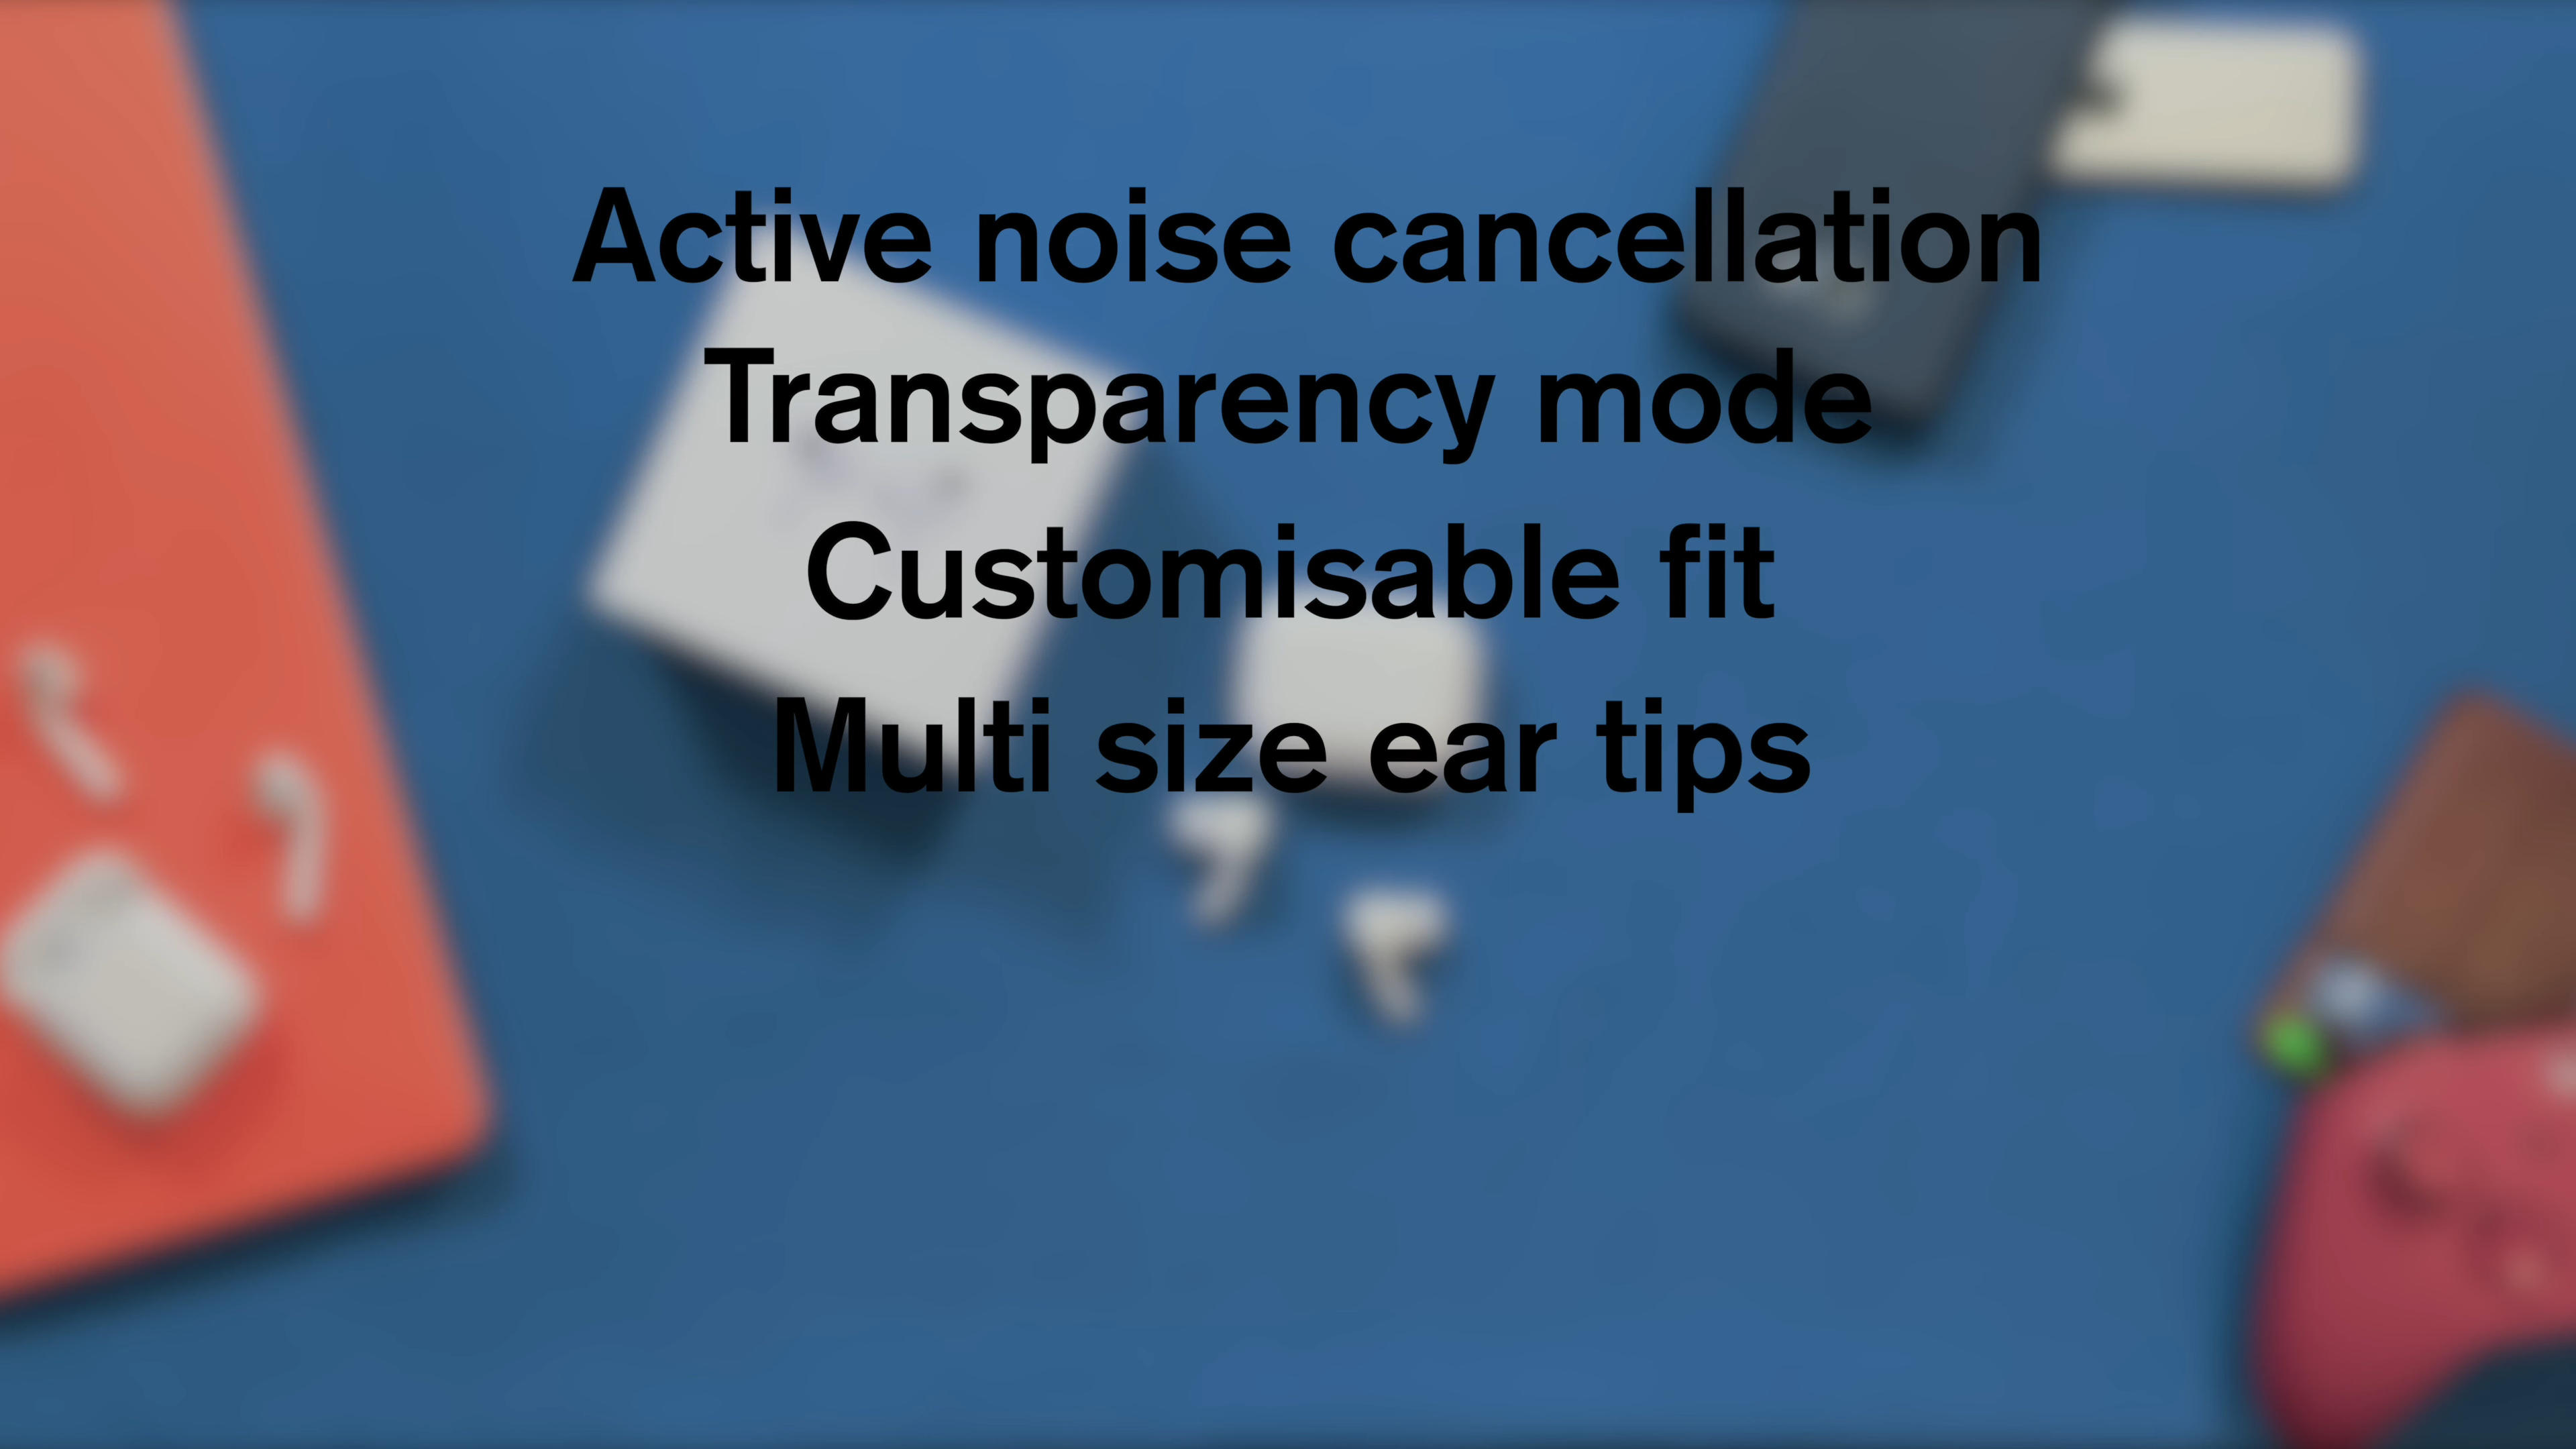 Active noise cancellation
Transparency mode
Customisable fit
Multi size ear tips